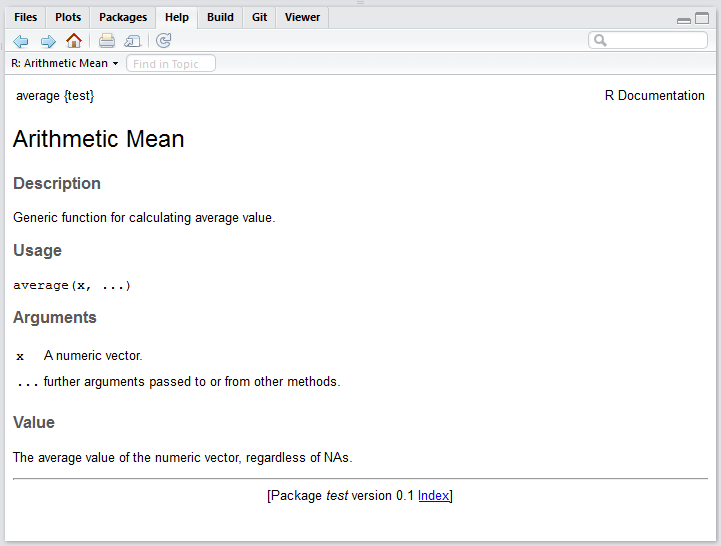 Files Plots Packages Help Build Git Viewer
R: Arithmetic Mean Find in Topic
average {test} R Documentation
Arithmetic Mean
Description
Generic function for calculating average value.
Usage
average(x, ...)
Arguments
x A numeric vector.
... further arguments passed to or from other methods.
Value
The average value of the numeric vector, regardless of NAs.
[Package test version 0.1 Index]